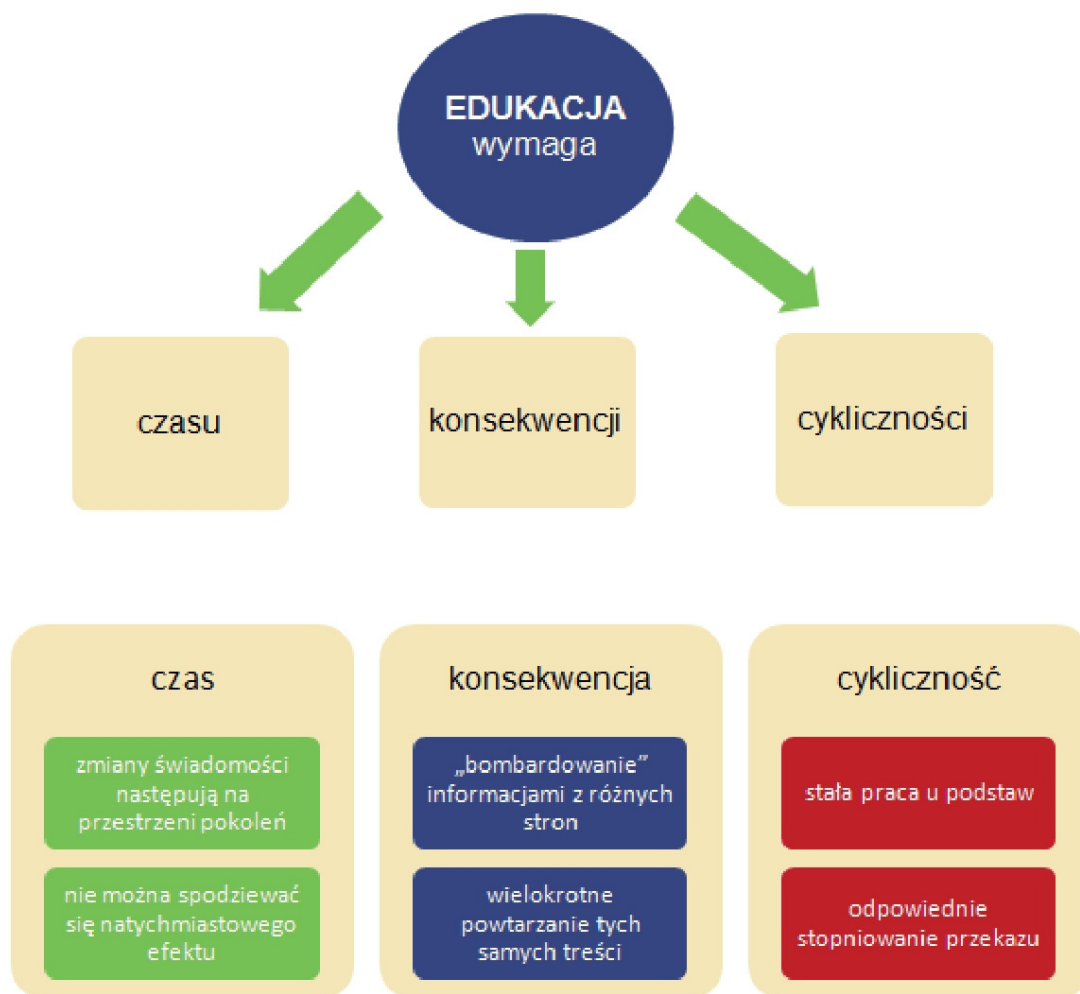 EDUKACJA
wymaga
czasu
konsekwencji
cykliczności
czas
zmiany świadomości
następują na
przestrzeni pokoleń
nie można spodziewać
się natychmiastowego
efektu
konsekwencja
„bombardowanie”
informacjami z różnych
stron
wielokrotne
powtarzanie tych
samych treści
cykliczność
stała praca u podstaw
odpowiednie
stopniowanie przekazu